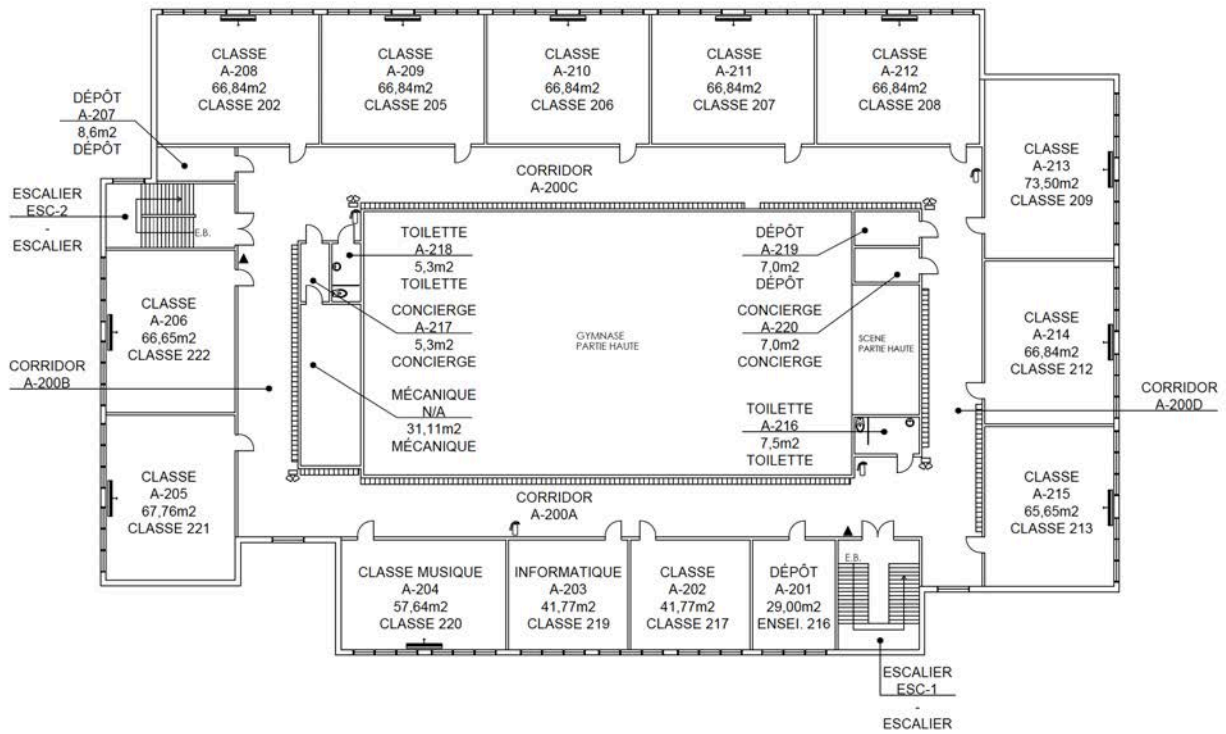 CLASSE
A-208
66,84m2
CLASSE 202
CLASSE
A-209
66,84m2
CLASSE 205
CLASSE
A-210
66,84m2
CLASSE 206
CLASSE
A-211
66,84m2
CLASSE 207
CLASSE
A-212
66,84m2
CLASSE 208
DÉPÔT
A-207
8,6m2
DÉPÔT
CLASSE
A-213
73,50m2
CLASSE 209
CORRIDOR
A-200C
ESCALIER
ESC-2
-
ESCALIER
E.B.
TOILETTE
A-218
5,3m2
TOILETTE
DÉPÔT
A-219
7,0m2
DÉPÔT
CLASSE
A-206
66,65m2
CLASSE 222
CONCIERGE
A-217
5,3m2
CONCIERGE
GYMNASE
PARTIE HAUTE
CONCIERGE
A-220
7,0m2
CONCIERGE
SCENE
PARTIE HAUTE
CLASSE
A-214
66,84m2
CLASSE 212
CORRIDOR
A-200B
MÉCANIQUE
N/A
31,11m2
MÉCANIQUE
TOILETTE
A-216
7,5m2
TOILETTE
CORRIDOR
A-200D
CLASSE
A-205
67,76m2
CLASSE 221
CORRIDOR
A-200A
CLASSE
A-215
65,65m2
CLASSE 213
CLASSE MUSIQUE
A-204
57,64m2
CLASSE 220
INFORMATIQUE
A-203
41,77m2
CLASSE 219
CLASSE
A-202
41,77m2
CLASSE 217
DÉPÔT
A-201
29,00m2
ENSEI. 216
E.B.
ESCALIER
ESC-1
-
ESCALIER